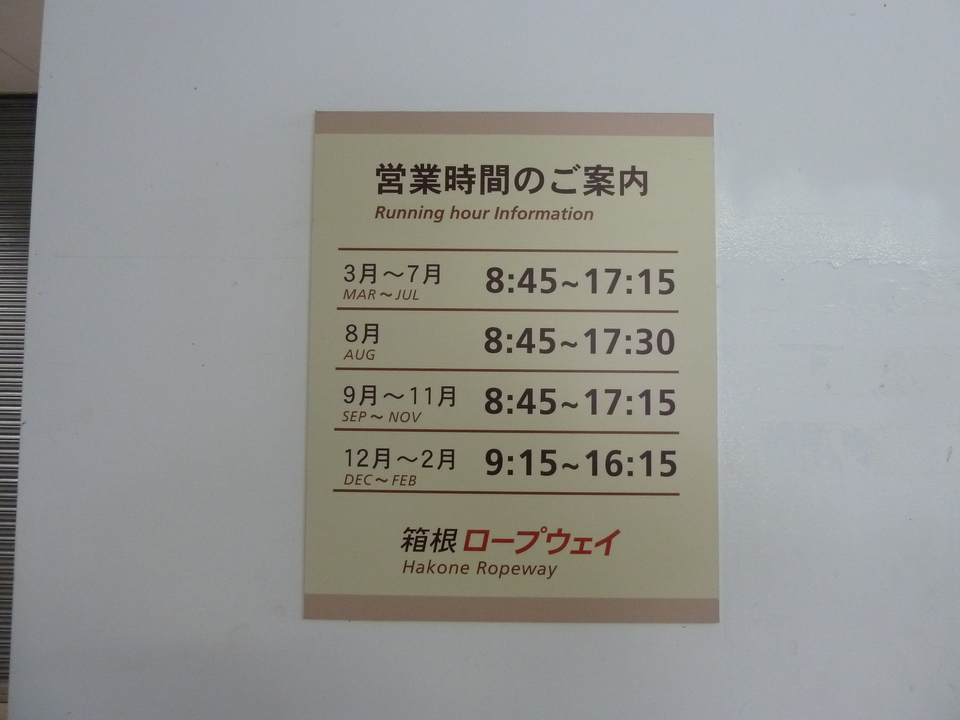 営業時間のご案内
Running hour Information
3月～7月 8:45~17:15
MAR～JUL
8月 8:45~17:30
AUG
9月～11月 8:45~17:15
SEP～NOV
12月～2月 9:15~16:15
DEC～FEB
箱根ロープウェイ
Hakone Ropeway